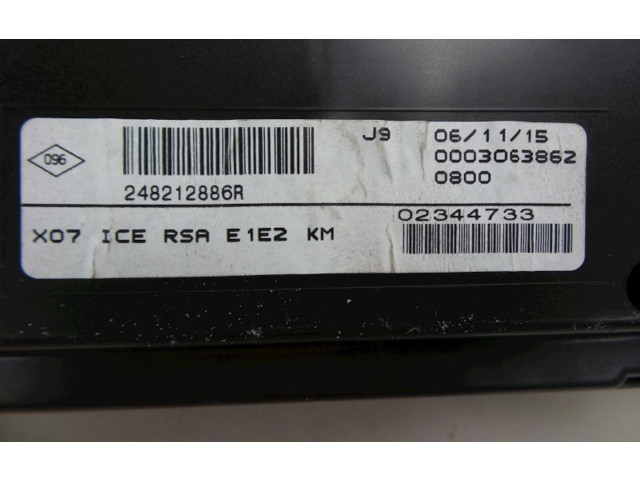 096
248212886R
J9 06/11/15
0003063862
0800
X07 ICE RSA E1E2 KM
02344733